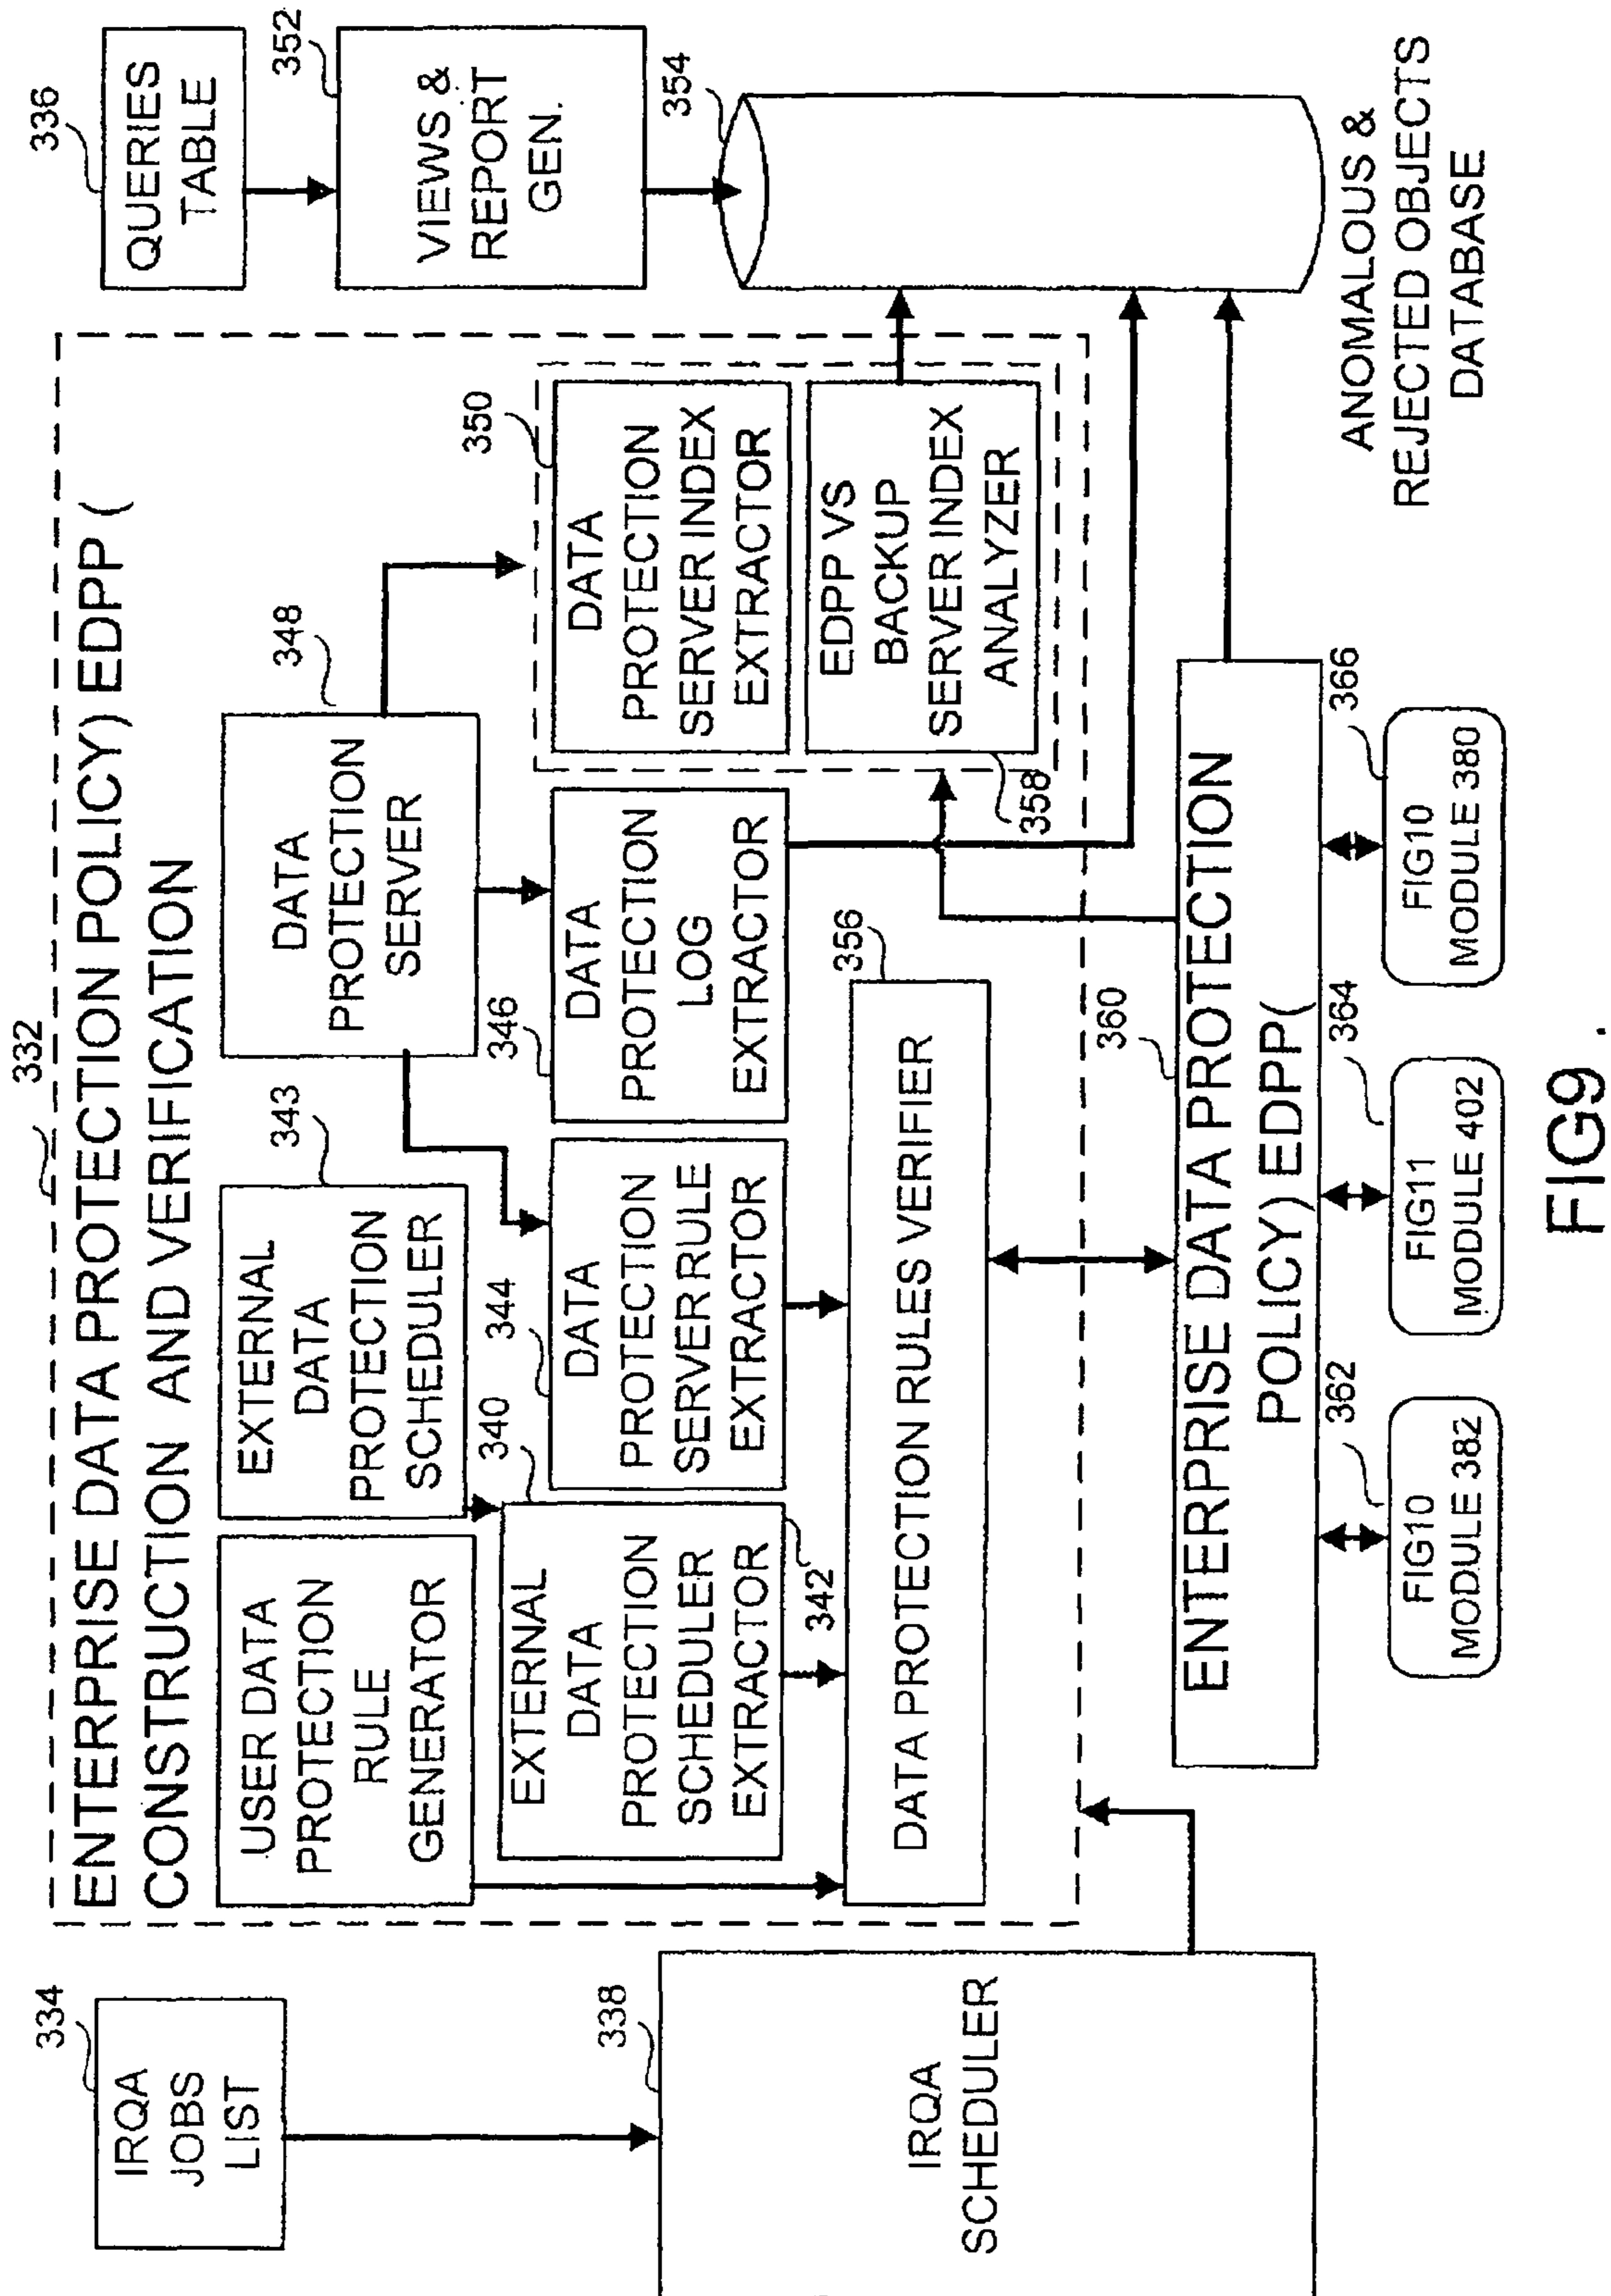 332
ENTERPRISE DATA PROTECTION POLICY) EDPP (
CONSTRUCTION AND VERIFICATION
334
IRQA
JOBS
LIST
338
IRQA
SCHEDULER
USER DATA
PROTECTION
RULE
GENERATOR
343
EXTERNAL
DATA
PROTECTION
SCHEDULER
348
DATA
PROTECTION
SERVER
336
QUERIES
TABLE
352
VIEWS &
REPORT
GEN.
340
EXTERNAL
DATA
PROTECTION
SCHEDULER
EXTRACTOR
342
344
DATA
PROTECTION
SERVER RULE
EXTRACTOR
346
DATA
PROTECTION
LOG
EXTRACTOR
350
DATA
PROTECTION
SERVER INDEX
EXTRACTOR
EDPP VS
BACKUP
SERVER INDEX
ANALYZER
358
354
ANOMALOUS &
REJECTED OBJECTS
DATABASE
356
DATA PROTECTION RULES VERIFIER
360
ENTERPRISE DATA PROTECTION
POLICY) EDPP(
362
FIG10
MODULE 382
364
FIG11
MODULE 402
366
FIG10
MODULE 380
FIG9 .